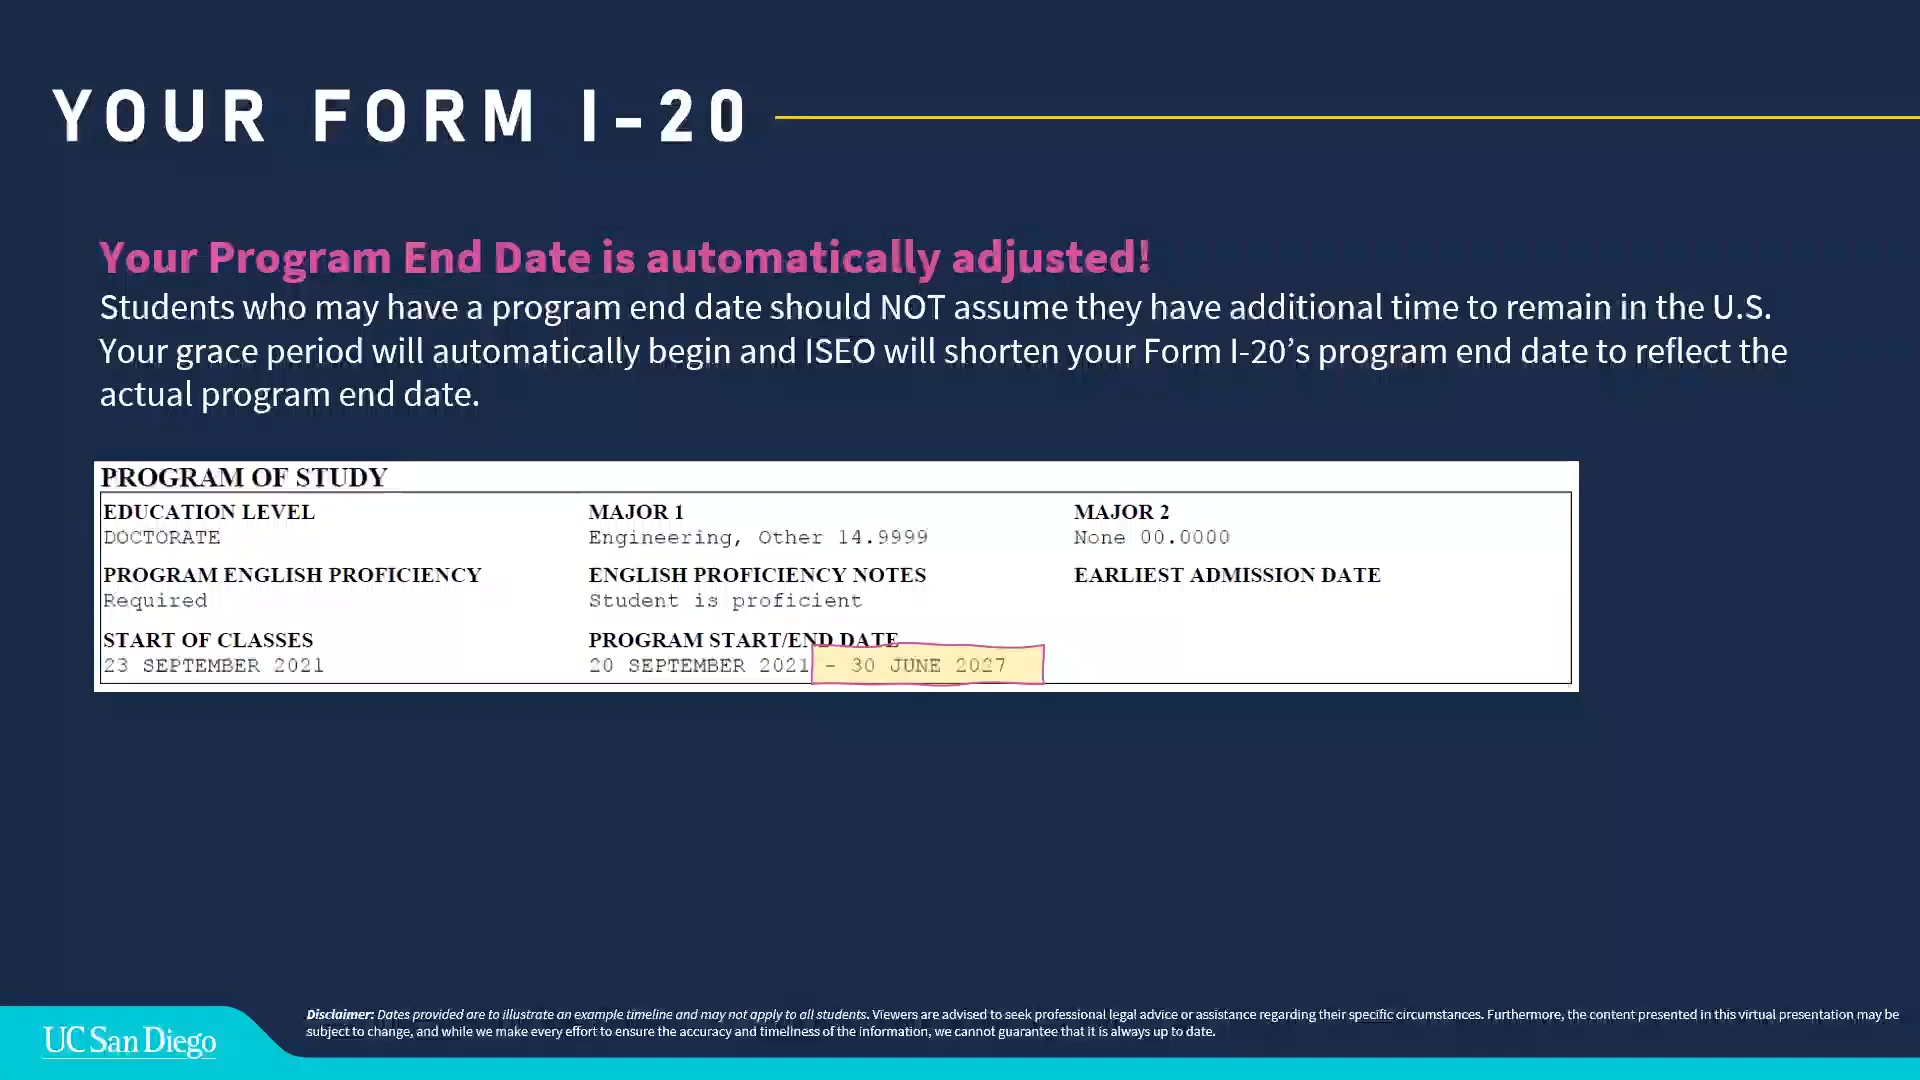 YOUR FORM I-20
Your Program End Date is automatically adjusted!
Students who may have a program end date should NOT assume they have additional time to remain in the U.S.
Your grace period will automatically begin and ISEO will shorten your Form I-20’s program end date to reflect the
actual program end date.
PROGRAM OF STUDY
EDUCATION LEVEL MAJOR 1 MAJOR 2
DOCTORATE Engineering, Other 14.9999 None 00.0000
PROGRAM ENGLISH PROFICIENCY ENGLISH PROFICIENCY NOTES EARLIEST ADMISSION DATE
Required Student is proficient
START OF CLASSES PROGRAM START/END DATE
23 SEPTEMBER 2021 20 SEPTEMBER 2021 - 30 JUNE 2027
Disclaimer: Dates provided are to illustrate an example timeline and may not apply to all students. Viewers are advised to seek professional legal advice or assistance regarding their specific circumstances. Furthermore, the content presented in this virtual presentation may be
subject to change, and while we make every effort to ensure the accuracy and timeliness of the information, we cannot guarantee that it is always up to date.
UC San Diego